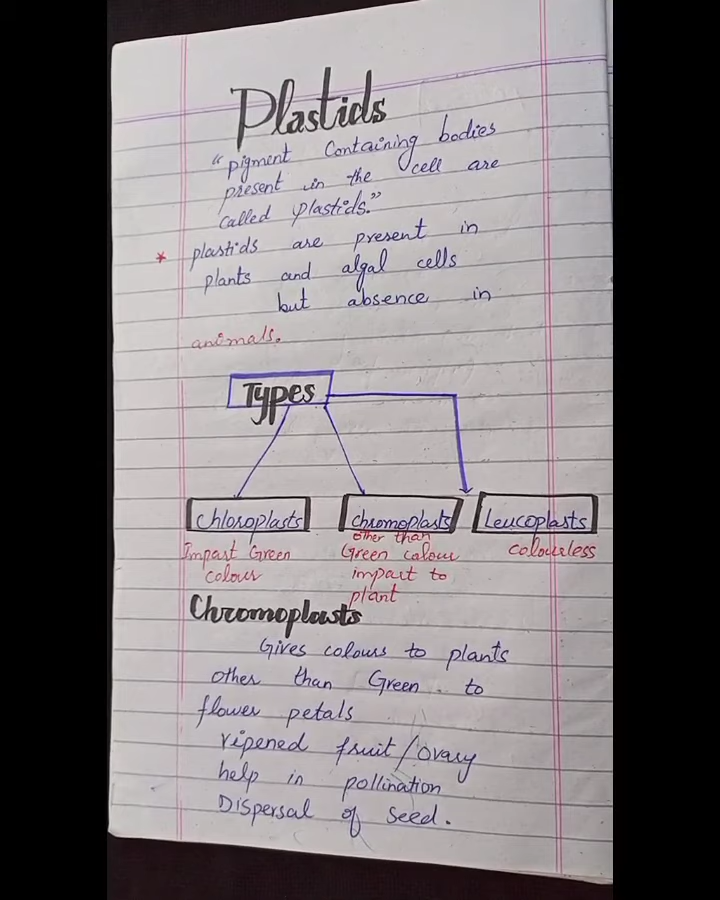 Plastids
"pigment Containing bodies
present in the cell are
called plastids."
* plastids are present in
plants and algal cells
but absence in
animals.
Types
Chloroplasts chromoplasts Leucoplasts
Impart Green other than colourless
colour Green colour
impart to
plant
Chromoplasts
Gives colours to plants
other than Green. to
flower petals
ripened fruit/ovary
help in pollination
Dispersal of seed.